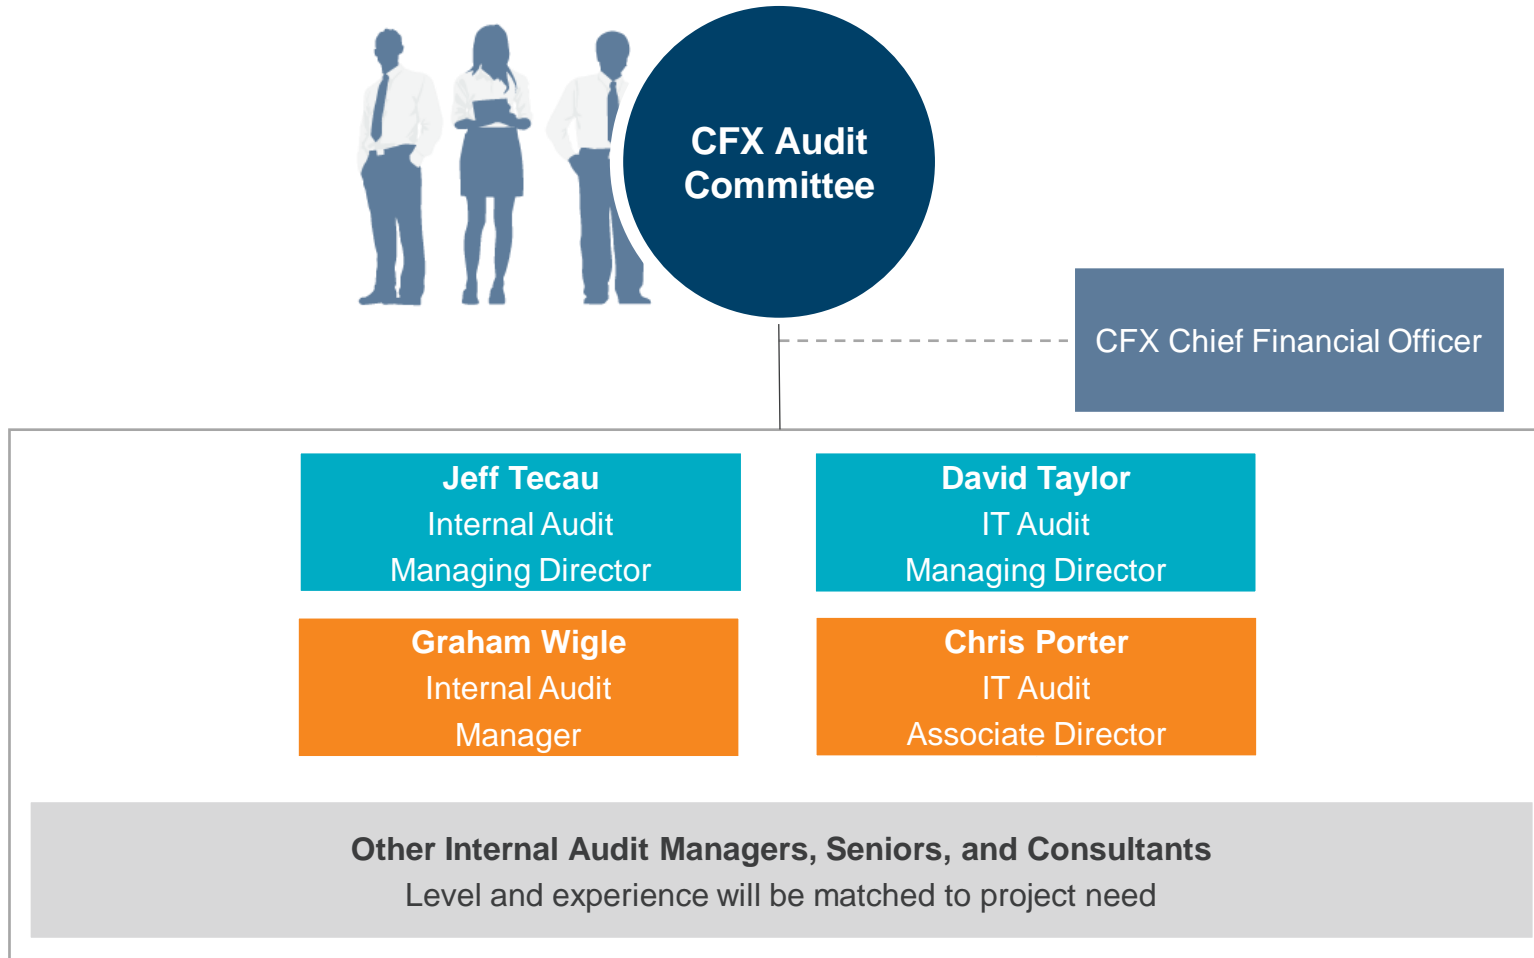 CFX Audit
Committee
CFX Chief Financial Officer
Jeff Tecau
Internal Audit
Managing Director
David Taylor
IT Audit
Managing Director
Graham Wigle
Internal Audit
Manager
Chris Porter
IT Audit
Associate Director
Other Internal Audit Managers, Seniors, and Consultants
Level and experience will be matched to project need